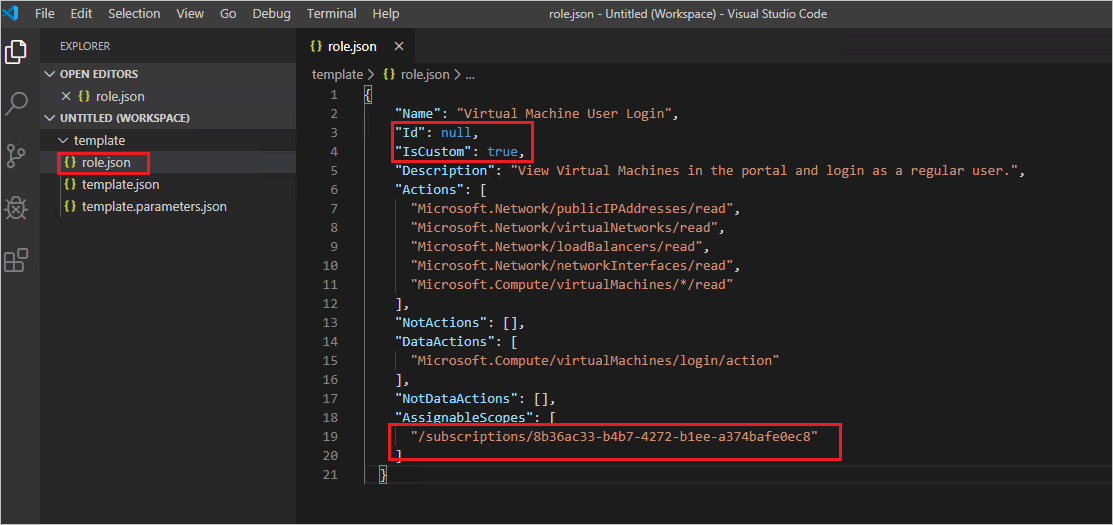 File Edit Selection View Go Debug Terminal Help role.json - Untitled (Workspace) - Visual Studio Code
EXPLORER
OPEN EDITORS
{} role.json
UNTITLED (WORKSPACE)
template
{} role.json
{} template.json
{} template.parameters.json
{} role.json
template > {} role.json > ...
1 {
2 "Name": "Virtual Machine User Login",
3 "Id": null,
4 "IsCustom": true,
5 "Description": "View Virtual Machines in the portal and login as a regular user.",
6 "Actions": [
7 "Microsoft.Network/publicIPAddresses/read",
8 "Microsoft.Network/virtualNetworks/read",
9 "Microsoft.Network/loadBalancers/read",
10 "Microsoft.Network/networkInterfaces/read",
11 "Microsoft.Compute/virtualMachines/*/read"
12 ],
13 "NotActions": [],
14 "DataActions": [
15 "Microsoft.Compute/virtualMachines/login/action"
16 ],
17 "NotDataActions": [],
18 "AssignableScopes": [
19 "/subscriptions/8b36ac33-b4b7-4272-b1ee-a374bafe0ec8"
20 ]
21 }